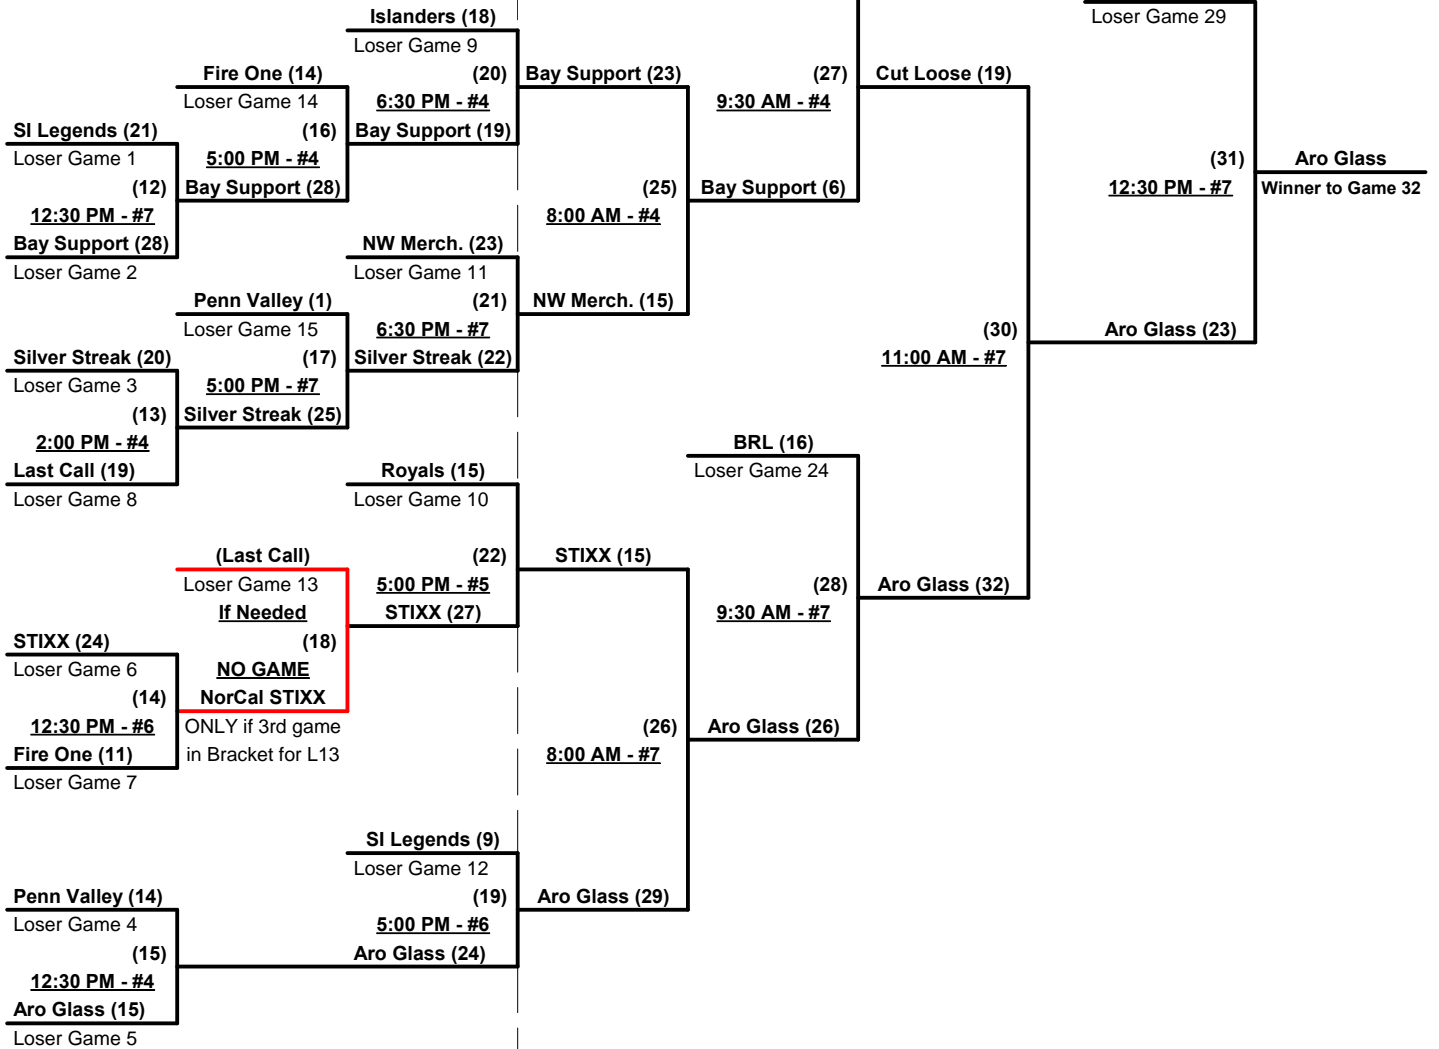 Islanders (18)
Loser Game 29
Loser Game 9
Fire One (14)
(20)
Bay Support (23)
(27)
Cut Loose (19)
Loser Game 14
6:30 PM - #4
9:30 AM - #4
SI Legends (21)
(16)
Bay Support (19)
Loser Game 1
5:00 PM - #4
(31)
Aro Glass
(12)
Bay Support (28)
(25)
Bay Support (6)
12:30 PM - #7
Winner to Game 32
12:30 PM - #7
8:00 AM - #4
Bay Support (28)
NW Merch. (23)
Loser Game 2
Loser Game 11
Penn Valley (1)
(21)
NW Merch. (15)
Loser Game 15
6:30 PM - #7
(30)
Aro Glass (23)
Silver Streak (20)
(17)
Silver Streak (22)
11:00 AM - #7
Loser Game 3
5:00 PM - #7
(13)
Silver Streak (25)
2:00 PM - #4
BRL (16)
Last Call (19)
Royals (15)
Loser Game 24
Loser Game 8
Loser Game 10
(Last Call)
(22)
STIXX (15)
Loser Game 13
5:00 PM - #5
(28)
Aro Glass (32)
If Needed
STIXX (27)
9:30 AM - #7
STIXX (24)
(18)
Loser Game 6
NO GAME
(14)
NorCal STIXX
12:30 PM - #6
ONLY if 3rd game
(26)
Aro Glass (26)
Fire One (11)
in Bracket for L13
8:00 AM - #7
Loser Game 7
SI Legends (9)
Loser Game 12
Penn Valley (14)
(19)
Aro Glass (29)
Loser Game 4
5:00 PM - #6
(15)
Aro Glass (24)
12:30 PM - #4
Aro Glass (15)
Loser Game 5